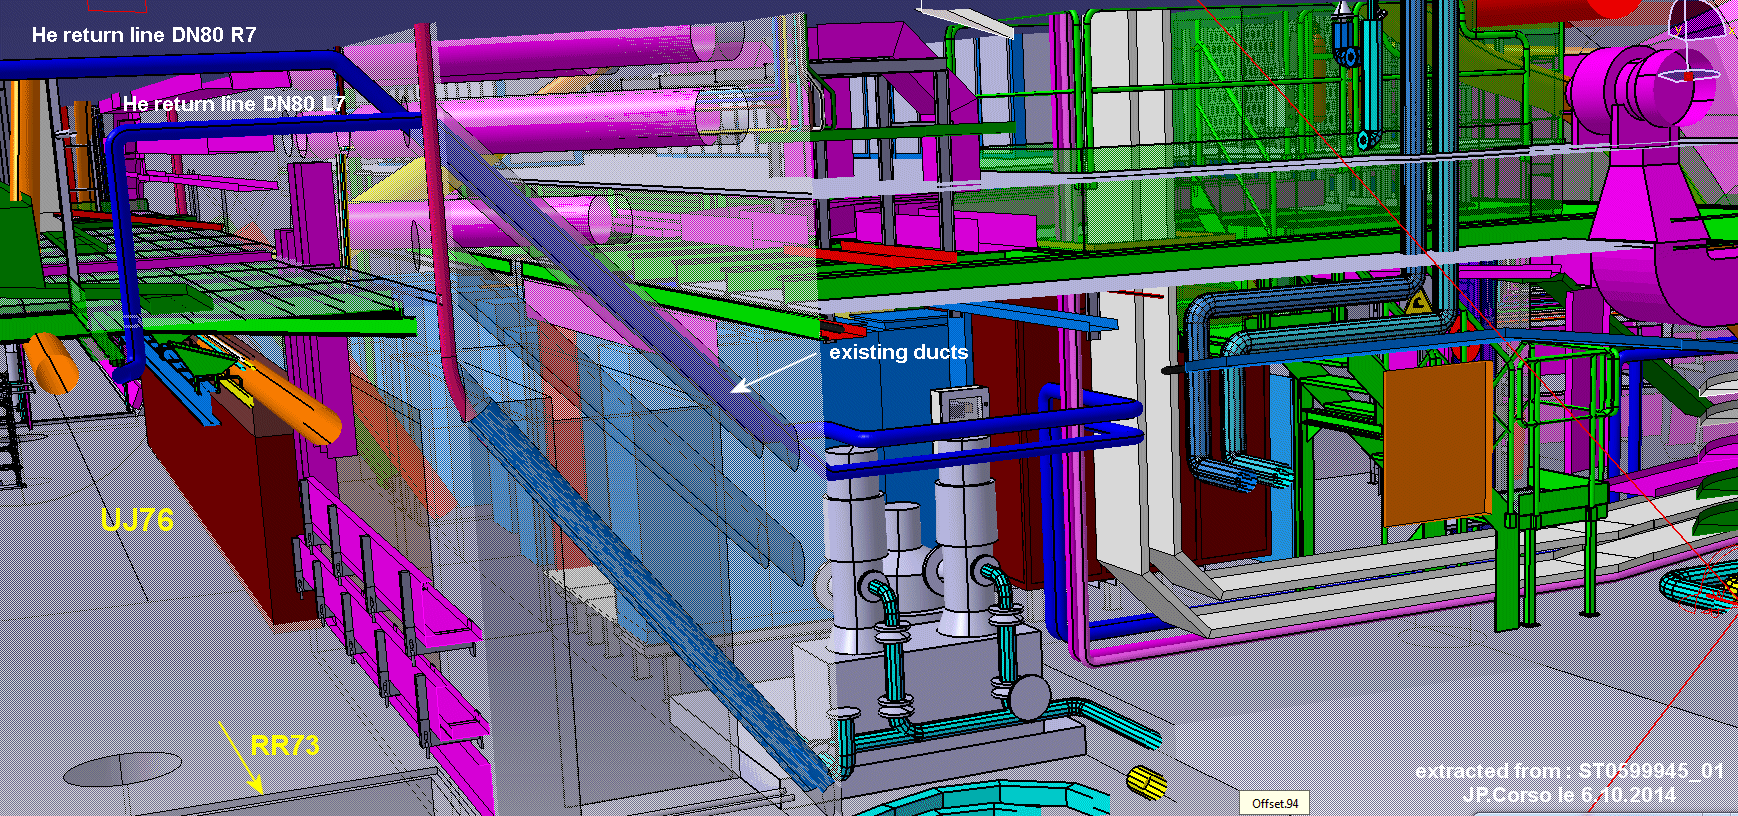 He return line DN80 R7
He return line DN80 L7
existing ducts
UJ76
RR73
extracted from : ST0599945_01
JP.Corso le 6.10.2014
Offset.94